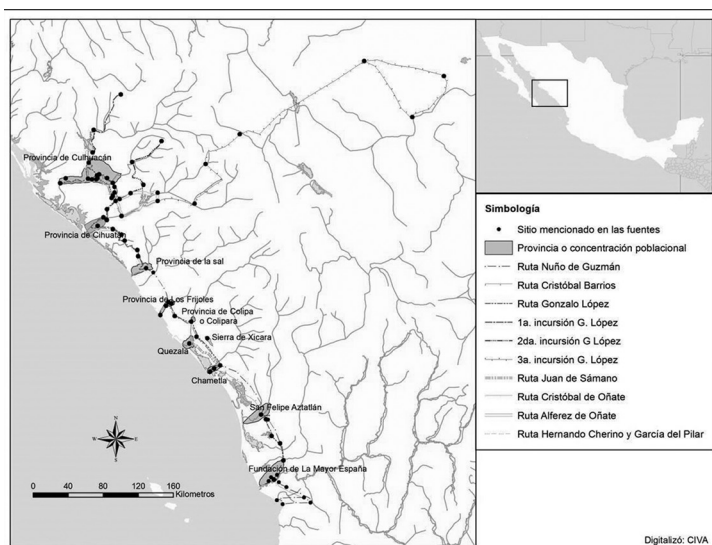 Provincia de Culhuacán
Provincia de Cihuatán
Provincia de la sal
Provincia de Los Frijoles
Provincia de Colipa
o Colipara
Sierra de Xicara
Quezala
Chametla
San Felipe Aztatlán
Fundación de La Mayor España
N
W E
S
0 40 80 120 160
Kilometros
Simbología
Sitio mencionado en las fuentes
Provincia o concentración poblacional
Ruta Nuño de Guzmán
Ruta Cristóbal Barrios
Ruta Gonzalo López
1a. incursión G. López
2da. incursión G López
3a. incursión G. López
Ruta Juan de Sámano
Ruta Cristobal de Oñate
Ruta Alferez de Oñate
Ruta Hernando Cherino y García del Pilar
Digitalizó: CIVA